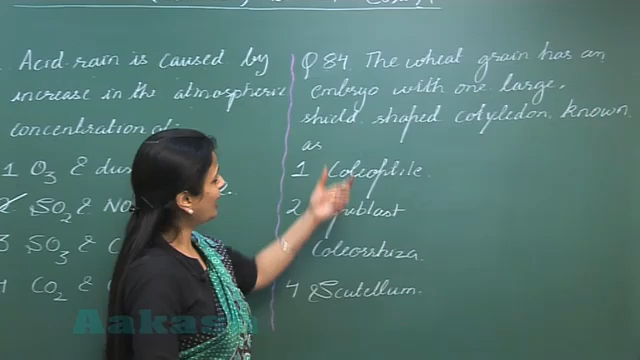 Acid rain is caused by
increase in the atmospheric
concentration of
1 O3 & dus
2 SO2 & NO
3 SO3 & C
4 CO2 &
Q 84 The wheat grain has an
embryo with one large,
shield shaped cotyledon known
as
1 Coleoptile.
2 piblast
Coleorrhiza.
4 Scutellum.
Aakash